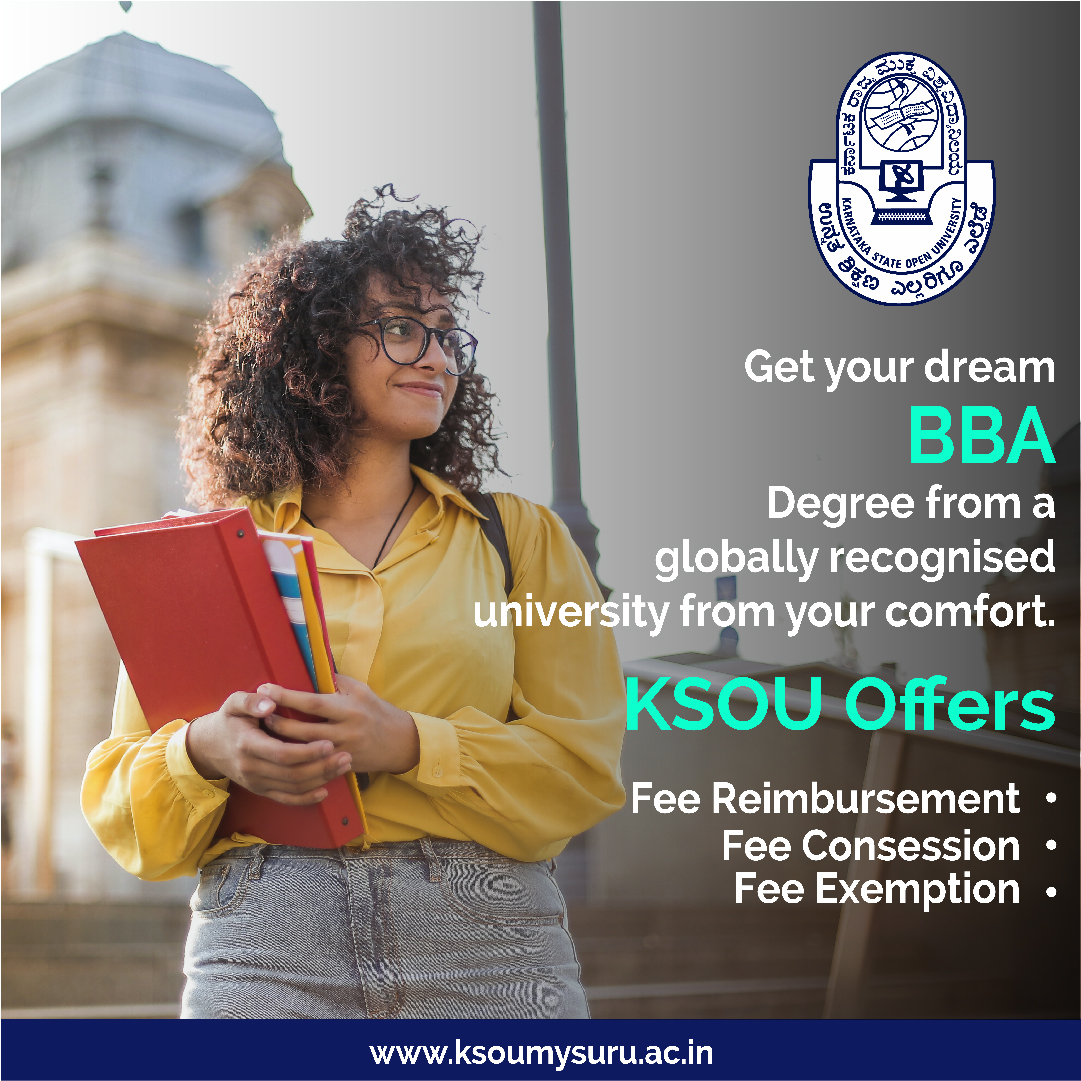 ಕರ್ನಾಟಕ ರಾಜ್ಯ ಮುಕ್ತ ವಿಶ್ವವಿದ್ಯಾನಿಲಯ
KARNATAKA STATE OPEN UNIVERSITY
ಉನ್ನತ ಶಿಕ್ಷಣ ಎಲ್ಲರಿಗೂ ಎಲ್ಲೆಡೆ
Get your dream
BBA
Degree from a
globally recognised
university from your comfort.
KSOU Offers
Fee Reimbursement •
Fee Consession •
Fee Exemption •
www.ksoumysuru.ac.in